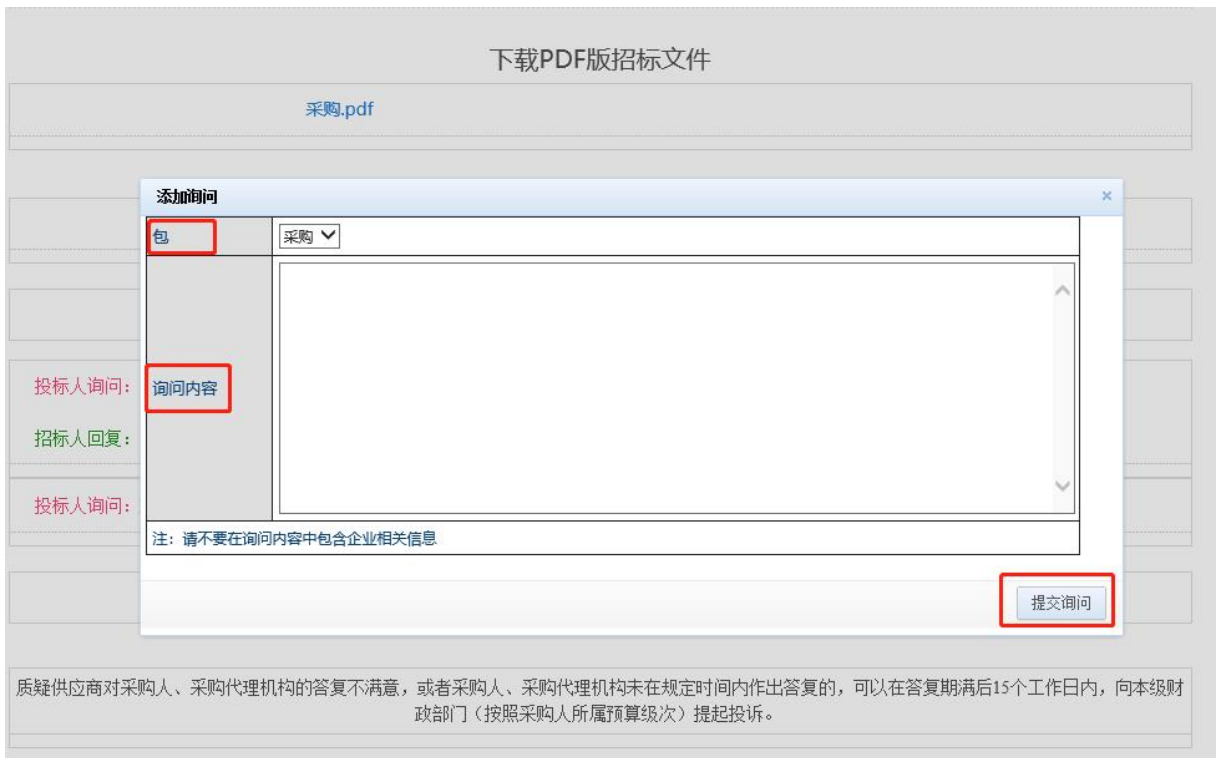 下载PDF版招标文件
采购.pdf
添加询问
包
采购
询问内容
投标人询问：
招标人回复：
投标人询问：
注：请不要在询问内容中包含企业相关信息
提交询问
质疑供应商对采购人、采购代理机构的答复不满意，或者采购人、采购代理机构未在规定时间内作出答复的，可以在答复期满后15个工作日内，向本级财
政部门（按照采购人所属预算级次）提起投诉。